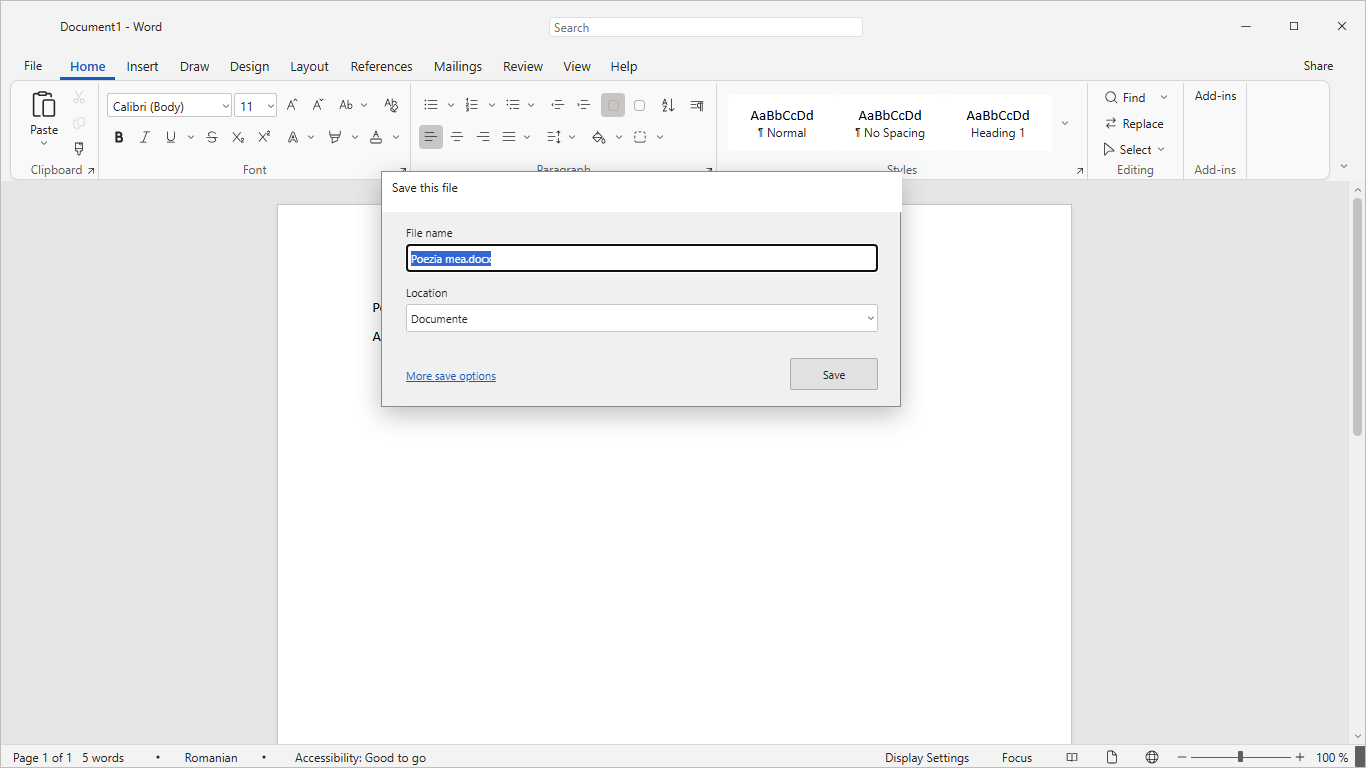 Document1 - Word
Search
File Home Insert Draw Design Layout References Mailings Review View Help Share
Calibri (Body) 11
Paste
AaBbCcDd AaBbCcDd AaBbCcDd
¶ Normal ¶ No Spacing Heading 1
Find
Replace
Select
Add-ins
Clipboard Font Paragraph Styles Editing Add-ins
Save this file
File name
Poezia mea.docx
Location
Documente
More save options Save
Page 1 of 1 5 words • Romanian • Accessibility: Good to go Display Settings Focus 100 %